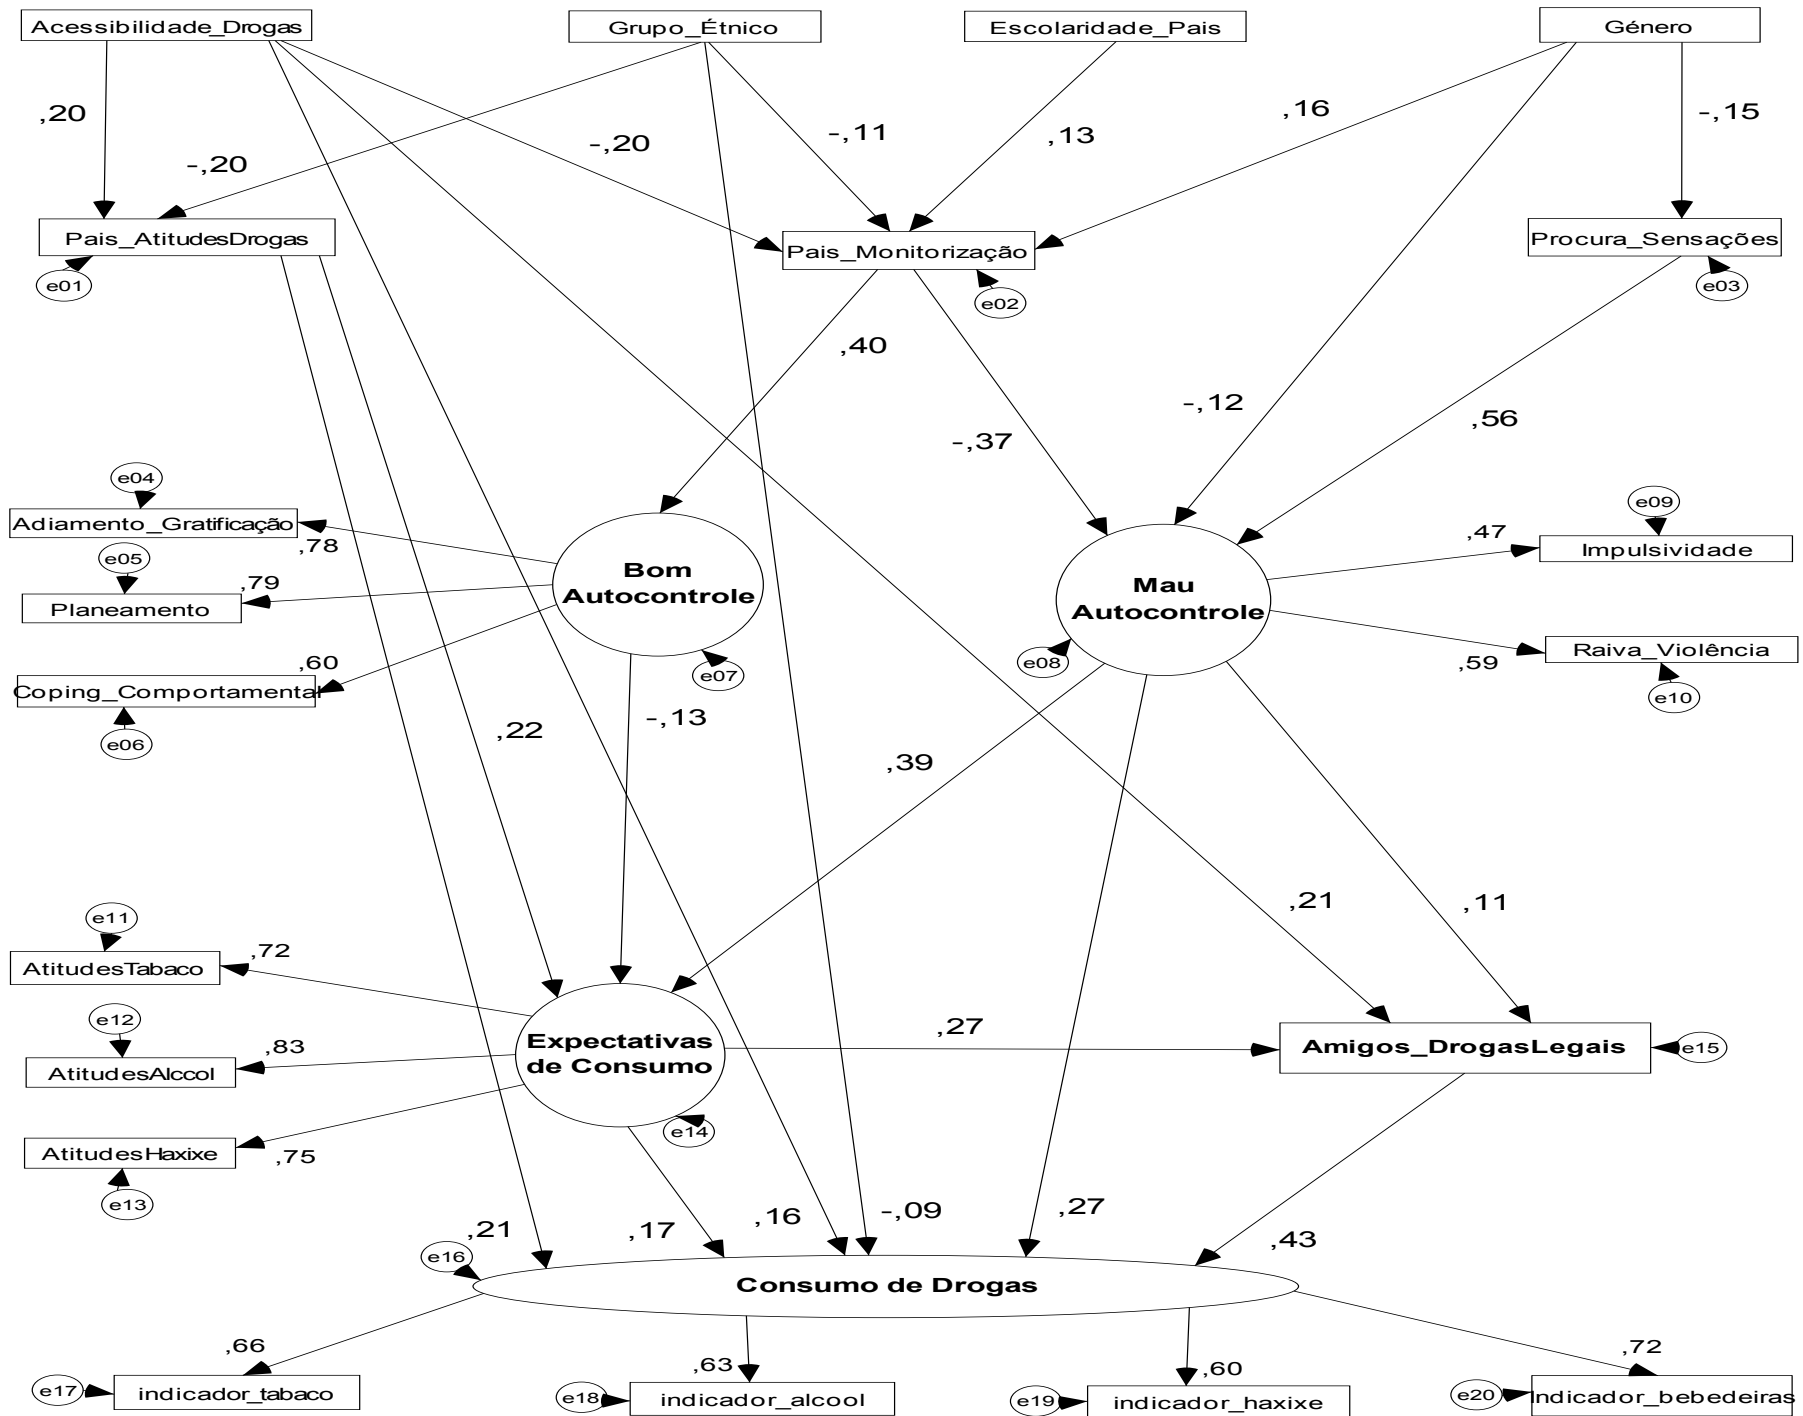 Acessibilidade_Drogas
Grupo_Étnico
Escolaridade_Pais
Género
,20
-,20
-,20
-,11
,13
,16
-,15
Pais_AtitudesDrogas
Pais_Monitorização
Procura_Sensações
e01
e02
e03
,40
-,37
-,12
,56
e04
Adiamento_Gratificação
,78
e05
Planeamento
,79
Coping_Comportamental
,60
e06
Bom
Autocontrole
e07
Mau
Autocontrole
e08
e09
,47
Impulsividade
Raiva_Violência
,59
e10
,22
-,13
,39
,21
,11
e11
AtitudesTabaco
,72
e12
AtitudesAlccol
,83
AtitudesHaxixe
,75
e13
Expectativas
de Consumo
e14
,27
Amigos_DrogasLegais
e15
,21
,17
,16
-,09
,27
,43
e16
Consumo de Drogas
,66
,63
,60
,72
e17
indicador_tabaco
e18
indicador_alcool
e19
indicador_haxixe
e20
Indicador_bebedeiras